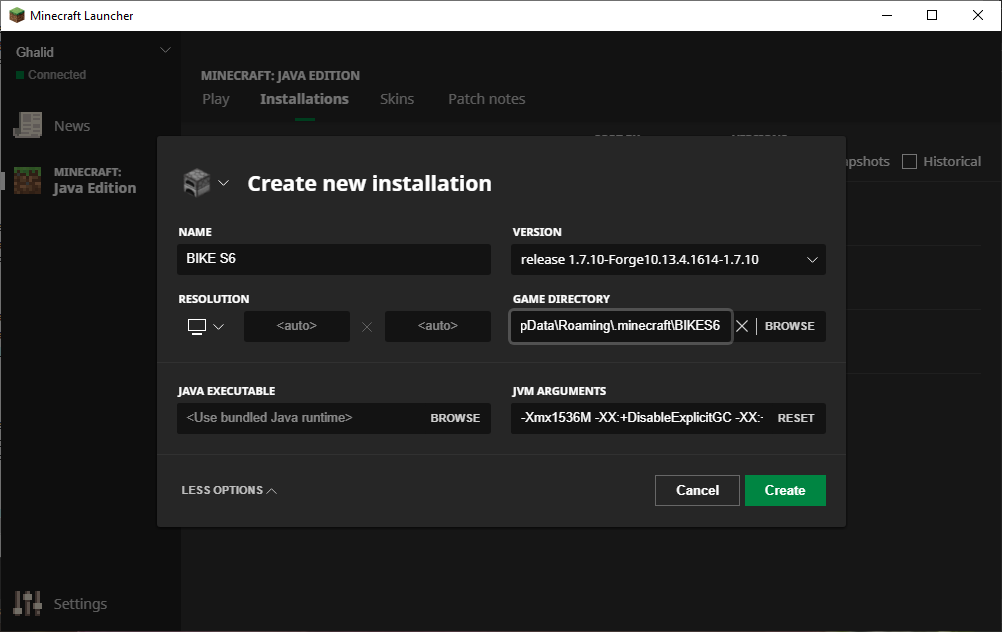 Minecraft Launcher
Ghalid
Connected
News
MINECRAFT:
Java Edition
Settings
MINECRAFT: JAVA EDITION
Play Installations Skins Patch notes
Historical
Create new installation
NAME
BIKE S6
VERSION
release 1.7.10-Forge10.13.4.1614-1.7.10
RESOLUTION
<auto> <auto>
GAME DIRECTORY
pData\Roaming\.minecraft\BIKES6
BROWSE
JAVA EXECUTABLE
<Use bundled Java runtime> BROWSE
JVM ARGUMENTS
-Xmx1536M -XX:+DisableExplicitGC -XX: RESET
LESS OPTIONS
Cancel Create